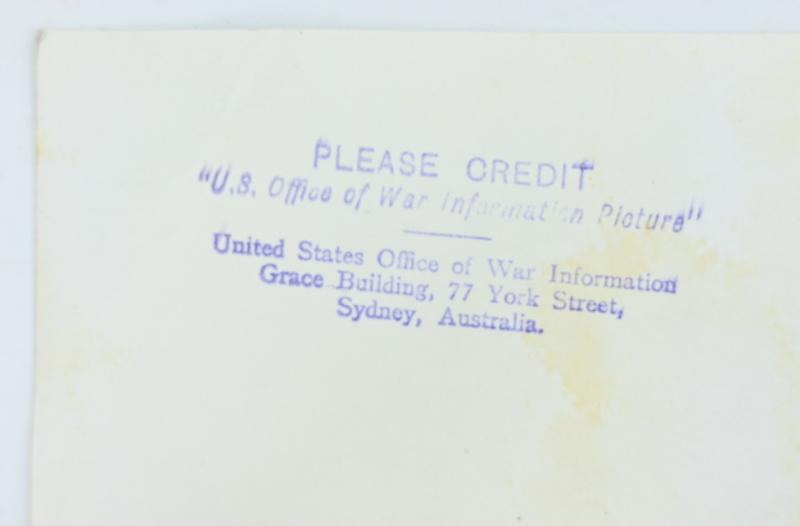 PLEASE CREDIT
"U.S. Office of War Information Picture"
United States Office of War Information
Grace Building, 77 York Street,
Sydney, Australia.